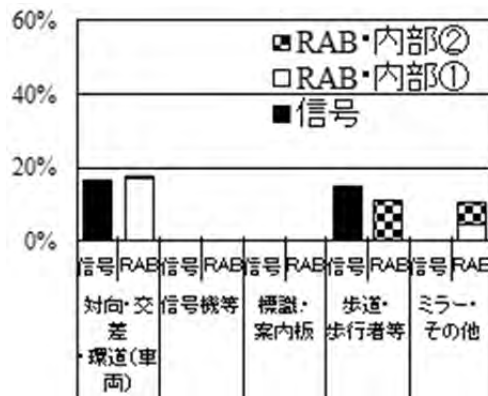 60%
40%
20%
0%
RAB・内部②
RAB・内部①
信号
信号 RAB 信号 RAB 信号 RAB 信号 RAB 信号 RAB
対向・交差・環道(車両)
信号機等
標識・案内板
歩道・歩行者等
ミラー・その他